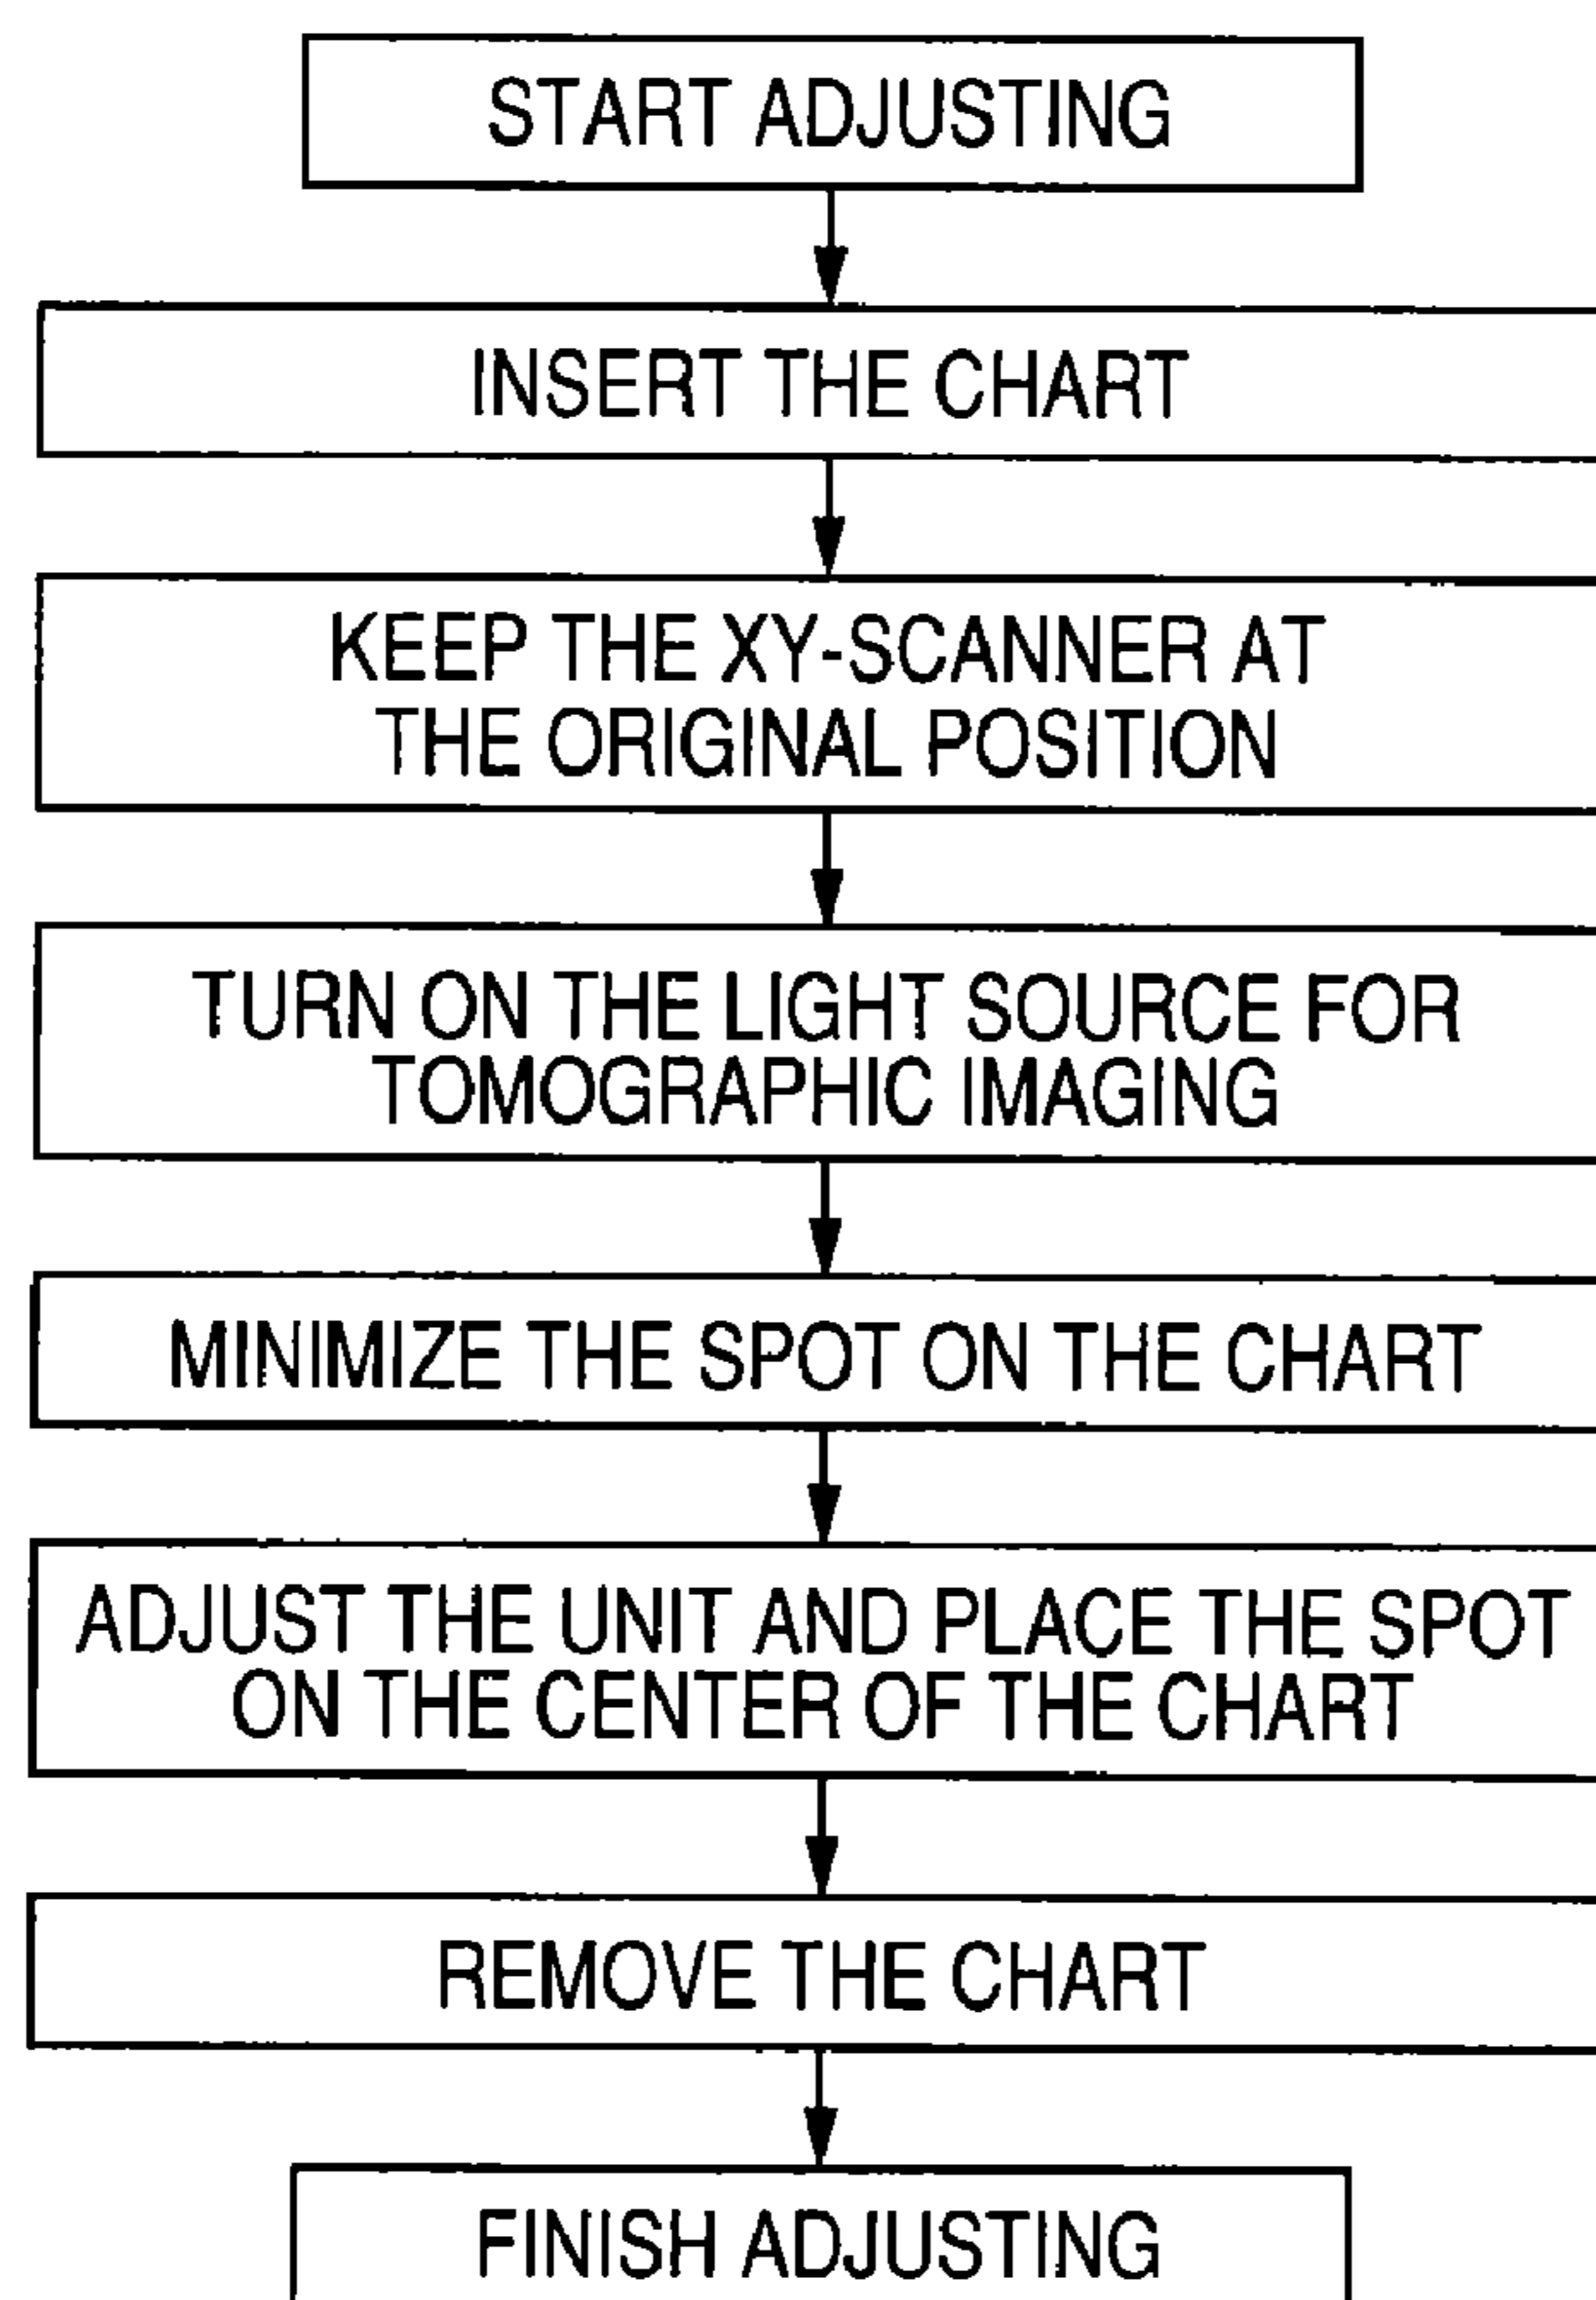 START ADJUSTING
INSERT THE CHART
KEEP THE XY-SCANNER AT
THE ORIGINAL POSITION
TURN ON THE LIGHT SOURCE FOR
TOMOGRAPHIC IMAGING
MINIMIZE THE SPOT ON THE CHART
ADJUST THE UNIT AND PLACE THE SPOT
ON THE CENTER OF THE CHART
REMOVE THE CHART
FINISH ADJUSTING